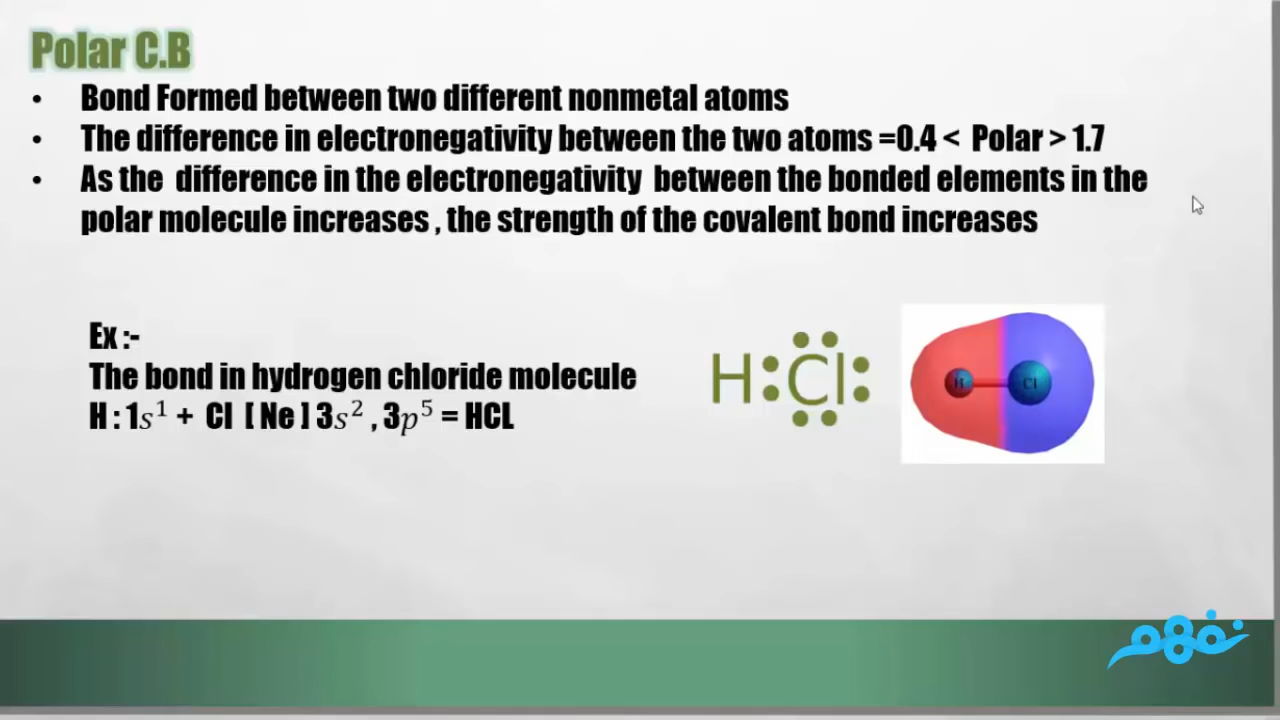 Polar C.B
• Bond Formed between two different nonmetal atoms
• The difference in electronegativity between the two atoms =0.4 < Polar > 1.7
• As the difference in the electronegativity between the bonded elements in the
polar molecule increases , the strength of the covalent bond increases
Ex :-
The bond in hydrogen chloride molecule
H : 1s¹ + Cl [ Ne ] 3s² , 3p⁵ = HCL
H Cl
H Cl
نفهم